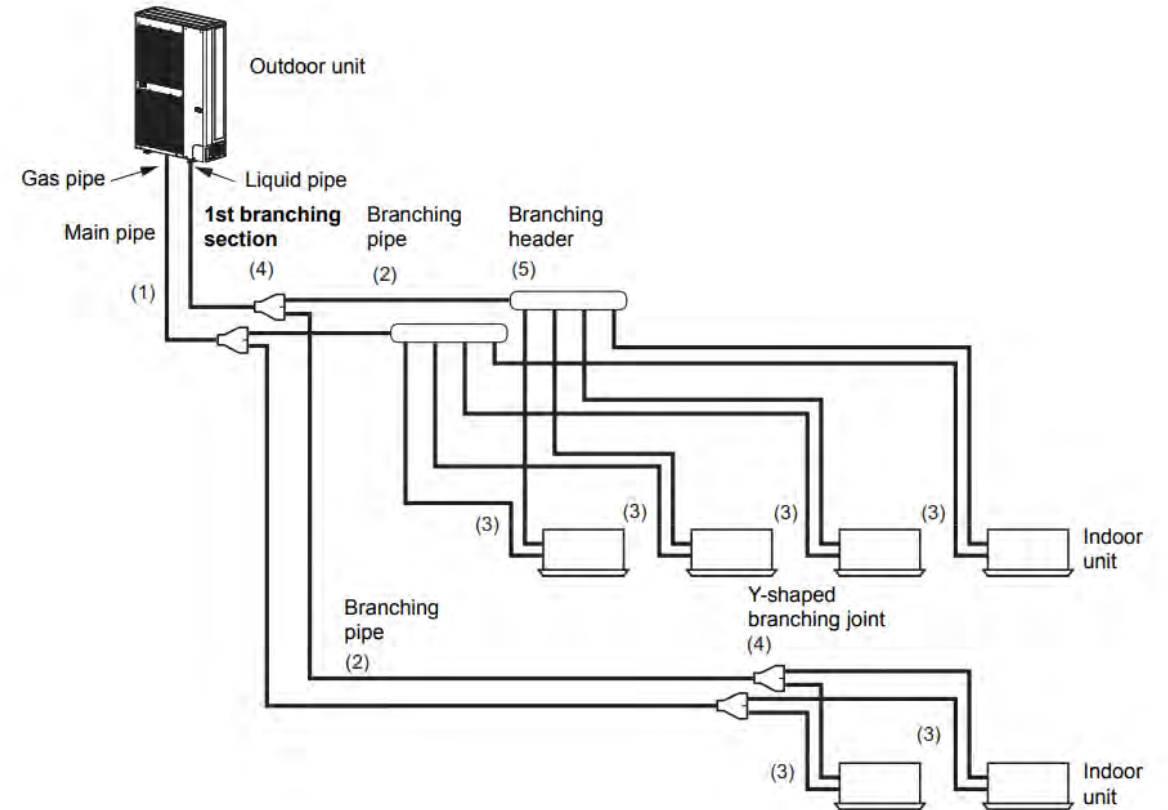 Outdoor unit
Gas pipe
Liquid pipe
Main pipe
(1)
1st branching
section
(4)
Branching
pipe
(2)
Branching
header
(5)
(3)
(3)
(3)
(3)
Indoor
unit
Branching
pipe
(2)
Y-shaped
branching joint
(4)
(3)
(3)
Indoor
unit